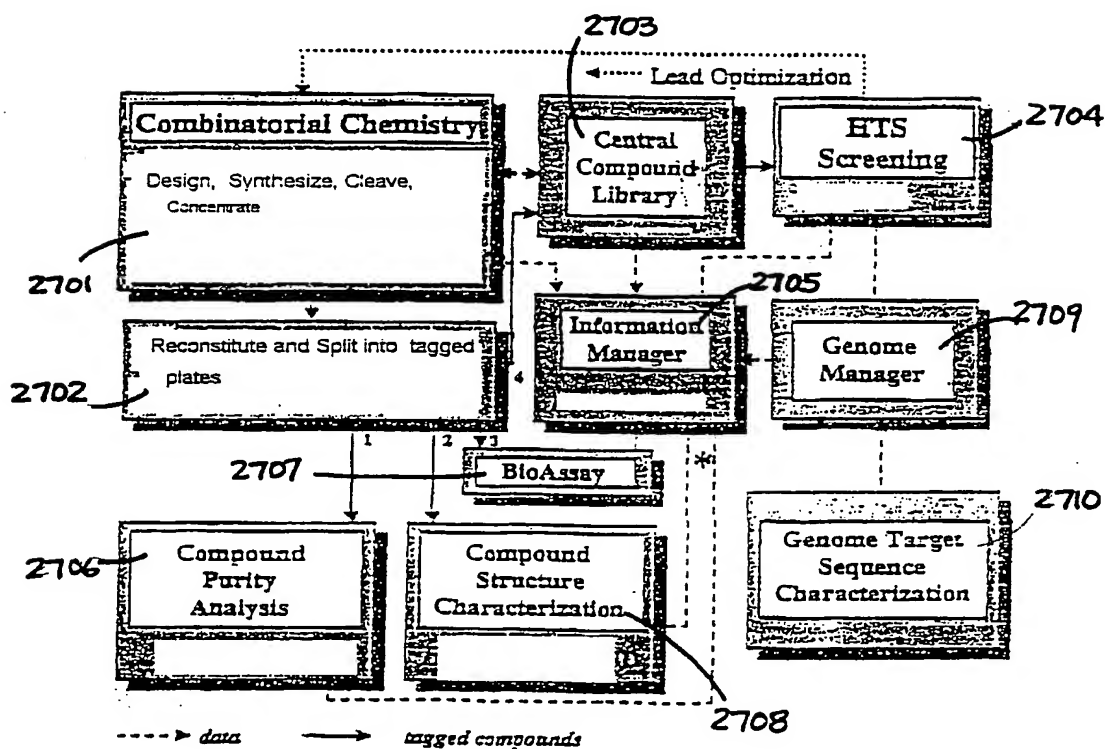 2703
Lead Optimization
Combinatorial Chemistry
Design, Synthesize, Cleave,
Concentrate
2701
Central
Compound
Library
HTS
Screening
2704
2705
Reconstitute and Split into tagged
plates
2702
4
Information
Manager
Genome
Manager
2709
1
2
3
2707
BioAssay
*
2710
2706
Compound
Purity
Analysis
Compound
Structure
Characterization
Genome Target
Sequence
Characterization
2708
data
tagged compounds